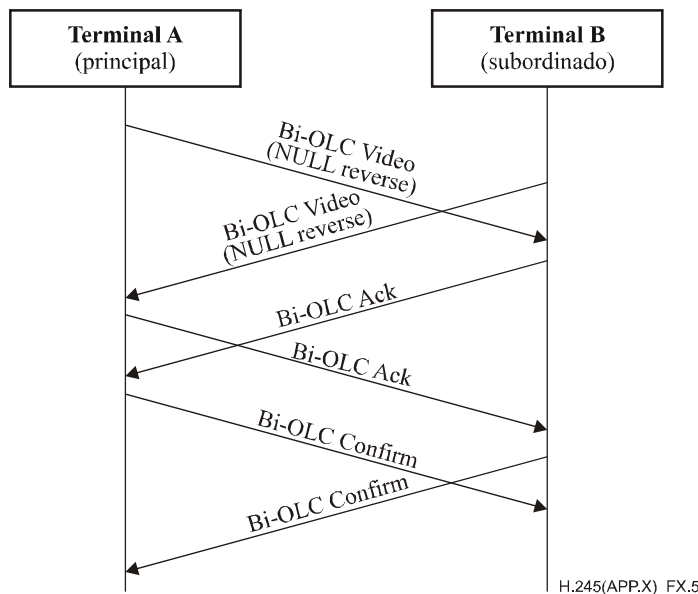 Terminal A
(principal)
Terminal B
(subordinado)
Bi-OLC Video
(NULL reverse)
Bi-OLC Video
(NULL reverse)
Bi-OLC Ack
Bi-OLC Ack
Bi-OLC Confirm
Bi-OLC Confirm
H.245(APP.X)_FX.5